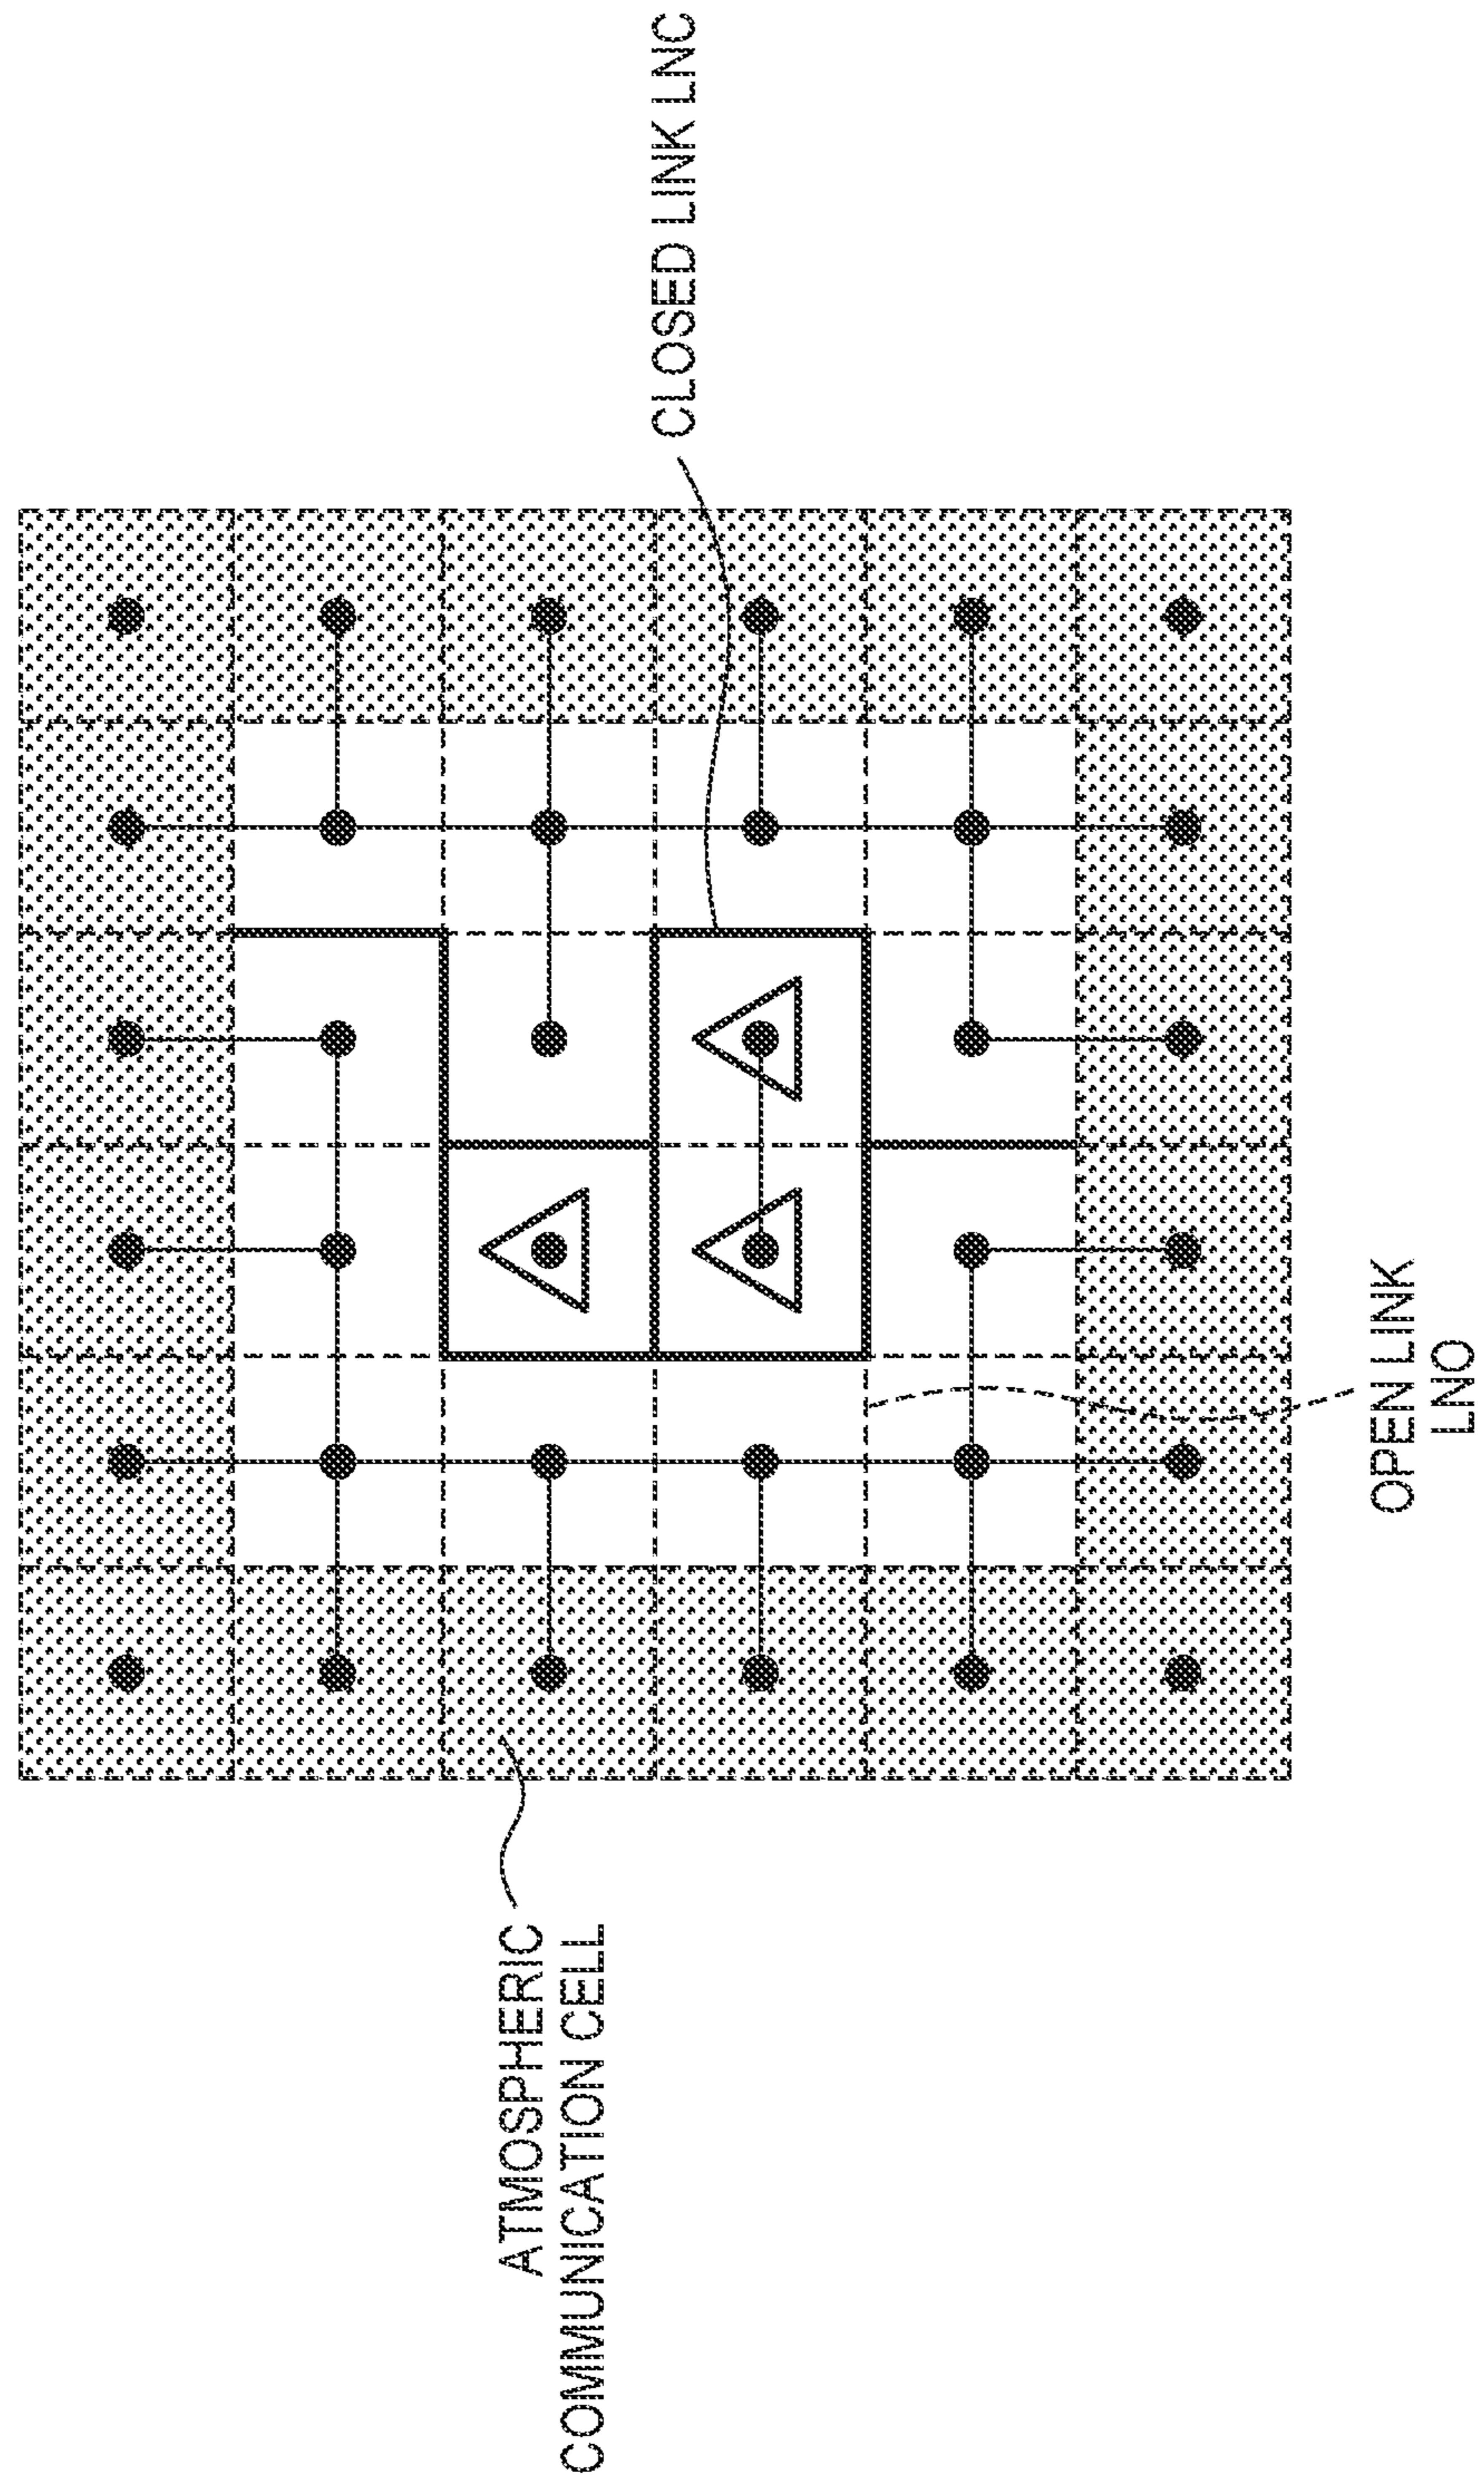 ATMOSPHERIC
COMMUNICATION CELL
CLOSED LINK LNC
OPEN LINK
LNO